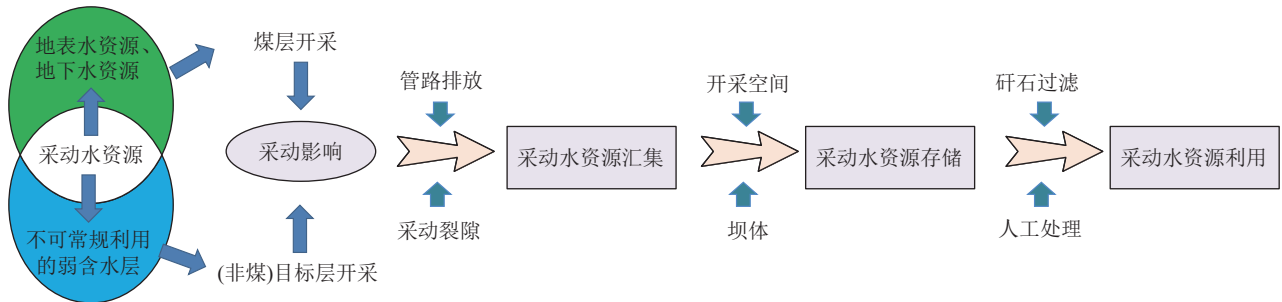 地表水资源、
地下水资源
采动水资源
不可常规利用
的弱含水层
煤层开采
采动影响
(非煤)目标层开采
管路排放
采动裂隙
采动水资源汇集
开采空间
坝体
采动水资源存储
矸石过滤
人工处理
采动水资源利用